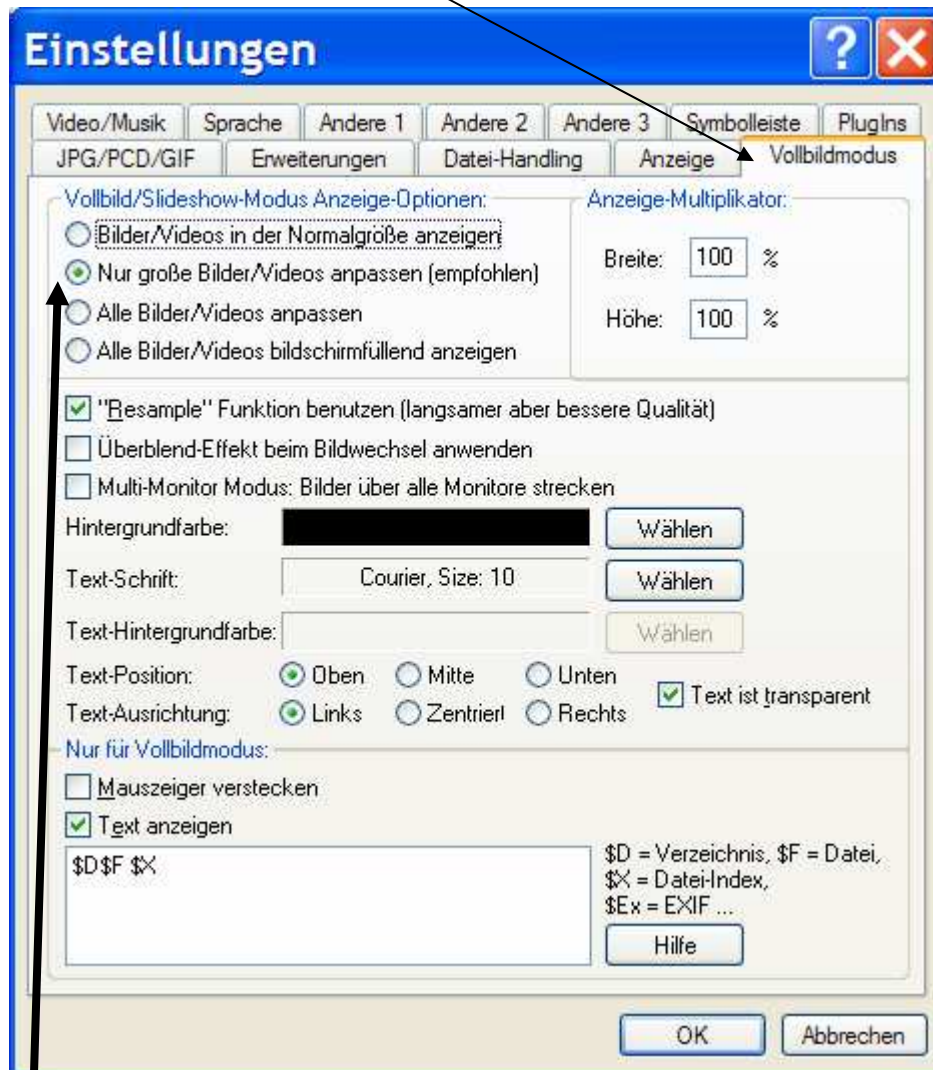 Einstellungen
Video/Musik Sprache Andere 1 Andere 2 Andere 3 Symbolleiste PlugIns
JPG/PCD/GIF Erweiterungen Datei-Handling Anzeige Vollbildmodus
Vollbild/Slideshow-Modus Anzeige-Optionen: Anzeige-Multiplikator:
Bilder/Videos in der Normalgröße anzeigen
Breite: 100 %
Nur große Bilder/Videos anpassen (empfohlen)
Alle Bilder/Videos anpassen
Höhe: 100 %
Alle Bilder/Videos bildschirmfüllend anzeigen
"Resample" Funktion benutzen (langsamer aber bessere Qualität)
Überblend-Effekt beim Bildwechsel anwenden
Multi-Monitor Modus: Bilder über alle Monitore strecken
Hintergrundfarbe: Wählen
Text-Schrift: Courier, Size: 10 Wählen
Text-Hintergrundfarbe: Wählen
Text-Position: Oben Mitte Unten
Text ist transparent
Text-Ausrichtung: Links Zentriert Rechts
Nur für Vollbildmodus:
Mauszeiger verstecken
Text anzeigen
$D$F $X
$D = Verzeichnis, $F = Datei,
$X = Datei-Index,
$Ex = EXIF ...
Hilfe
OK Abbrechen